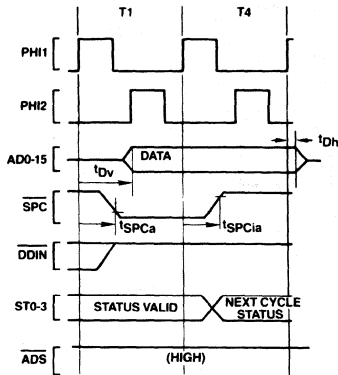 T1 T4
PHI1
PHI2
tDh
AD0-15 DATA
tDv
SPC
tSPCa tSPCia
DDIN
ST0-3 STATUS VALID NEXT CYCLE
STATUS
ADS (HIGH)